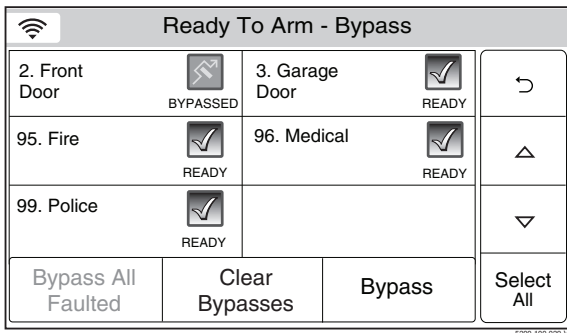 Ready To Arm - Bypass
2. Front
Door
BYPASSED
3. Garage
Door
READY
95. Fire
READY
96. Medical
READY
99. Police
READY
Bypass All
Faulted
Clear
Bypasses
Bypass
Select
All